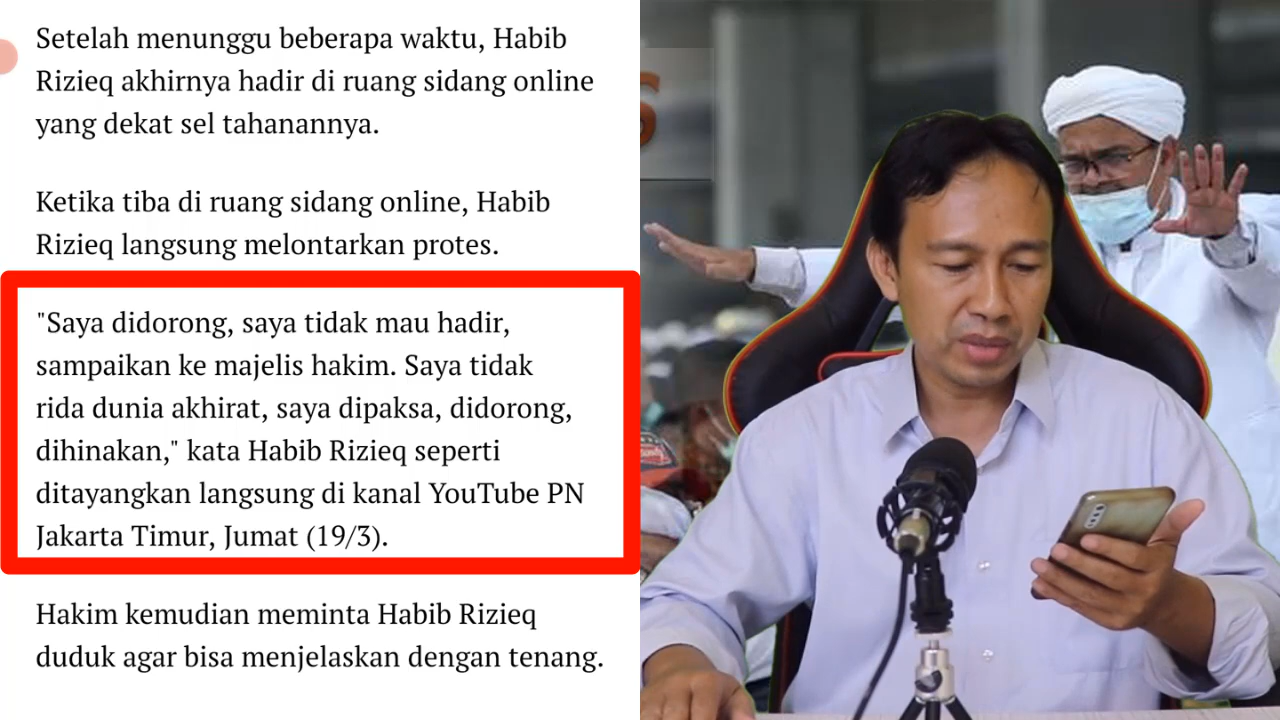 Setelah menunggu beberapa waktu, Habib
Rizieq akhirnya hadir di ruang sidang online
yang dekat sel tahanannya.
Ketika tiba di ruang sidang online, Habib
Rizieq langsung melontarkan protes.
"Saya didorong, saya tidak mau hadir,
sampaikan ke majelis hakim. Saya tidak
rida dunia akhirat, saya dipaksa, didorong,
dihinakan," kata Habib Rizieq seperti
ditayangkan langsung di kanal YouTube PN
Jakarta Timur, Jumat (19/3).
Hakim kemudian meminta Habib Rizieq
duduk agar bisa menjelaskan dengan tenang.